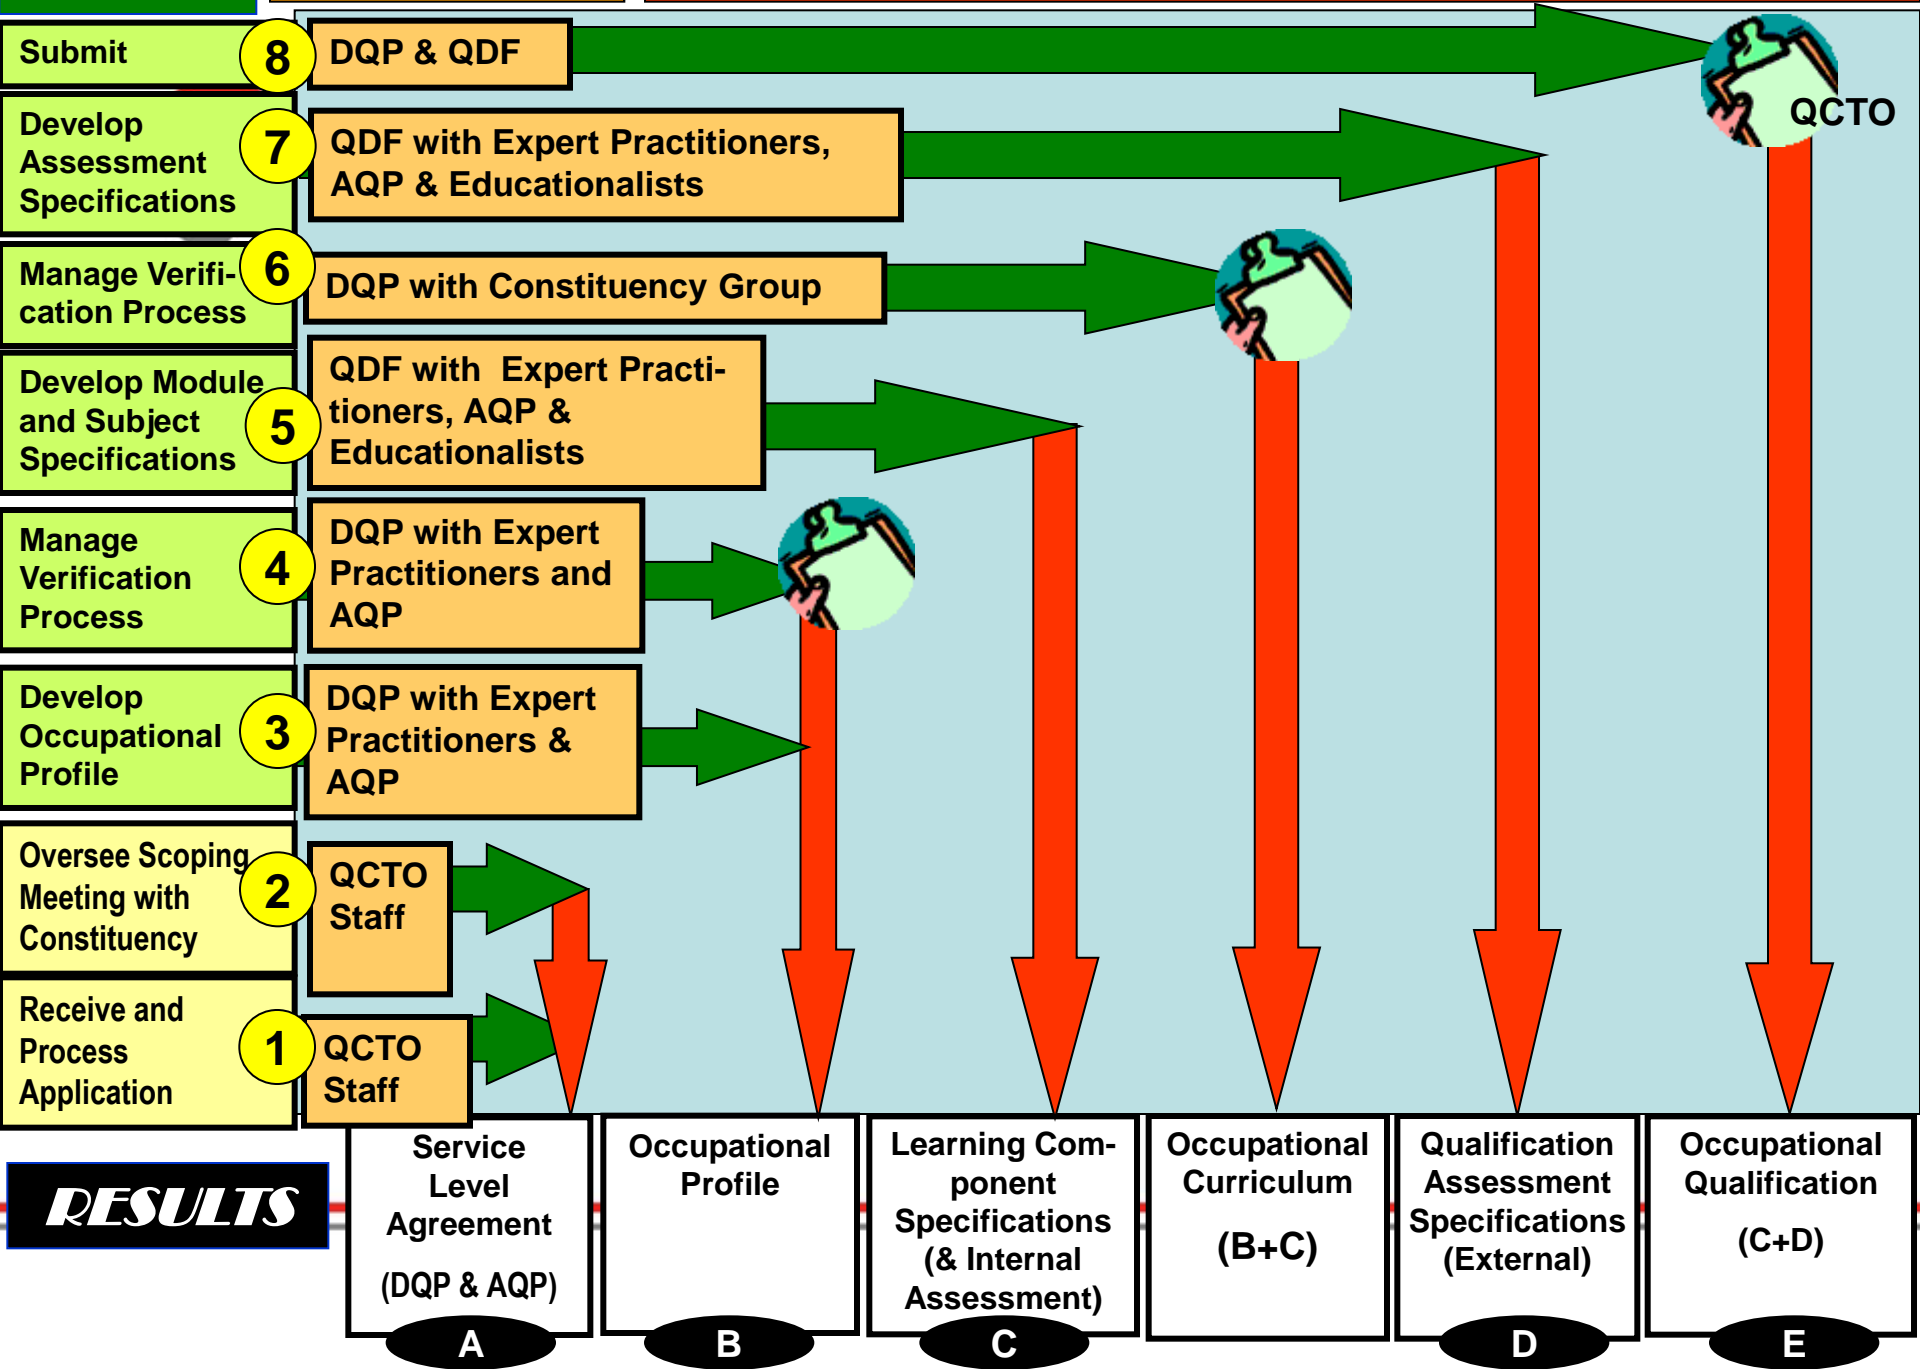 Submit
8
DQP & QDF
QCTO
Develop
Assessment
Specifications
7
QDF with Expert Practitioners,
AQP & Educationalists
Manage Verifi-
cation Process
6
DQP with Constituency Group
Develop Module
and Subject
Specifications
5
QDF with Expert Practi-
tioners, AQP &
Educationalists
Manage
Verification
Process
4
DQP with Expert
Practitioners and
AQP
Develop
Occupational
Profile
3
DQP with Expert
Practitioners &
AQP
Oversee Scoping
Meeting with
Constituency
2
QCTO
Staff
Receive and
Process
Application
1
QCTO
Staff
RESULTS
Service
Level
Agreement
(DQP & AQP)
A
Occupational
Profile
B
Learning Com-
ponent
Specifications
(& Internal
Assessment)
C
Occupational
Curriculum
(B+C)
Qualification
Assessment
Specifications
(External)
D
Occupational
Qualification
(C+D)
E